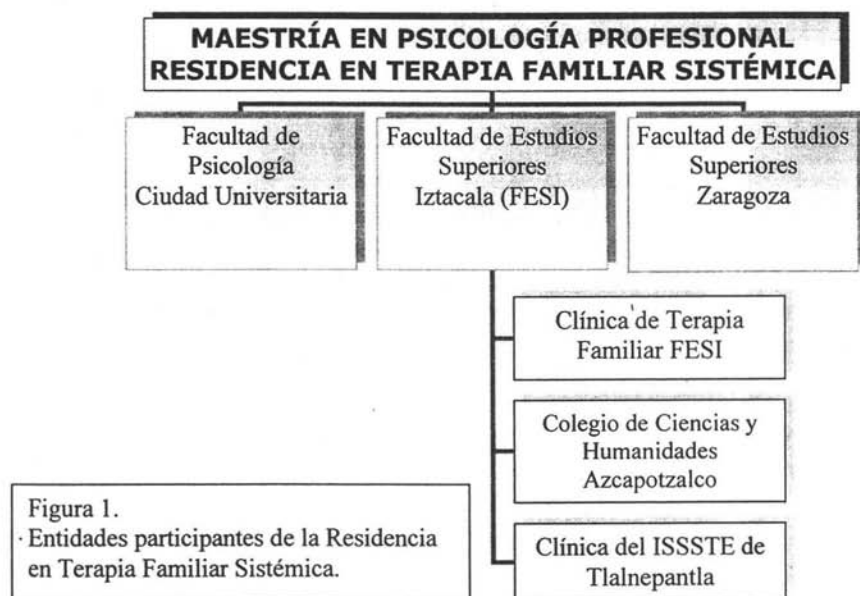 MAESTRÍA EN PSICOLOGÍA PROFESIONAL
RESIDENCIA EN TERAPIA FAMILIAR SISTÉMICA
Facultad de
Psicología
Ciudad Universitaria
Facultad de Estudios
Superiores
Iztacala (FESI)
Facultad de Estudios
Superiores
Zaragoza
Clínica de Terapia
Familiar FESI
Colegio de Ciencias y
Humanidades
Azcapotzalco
Clínica del ISSSTE de
Tlalnepantla
Figura 1.
Entidades participantes de la Residencia
en Terapia Familiar Sistémica.